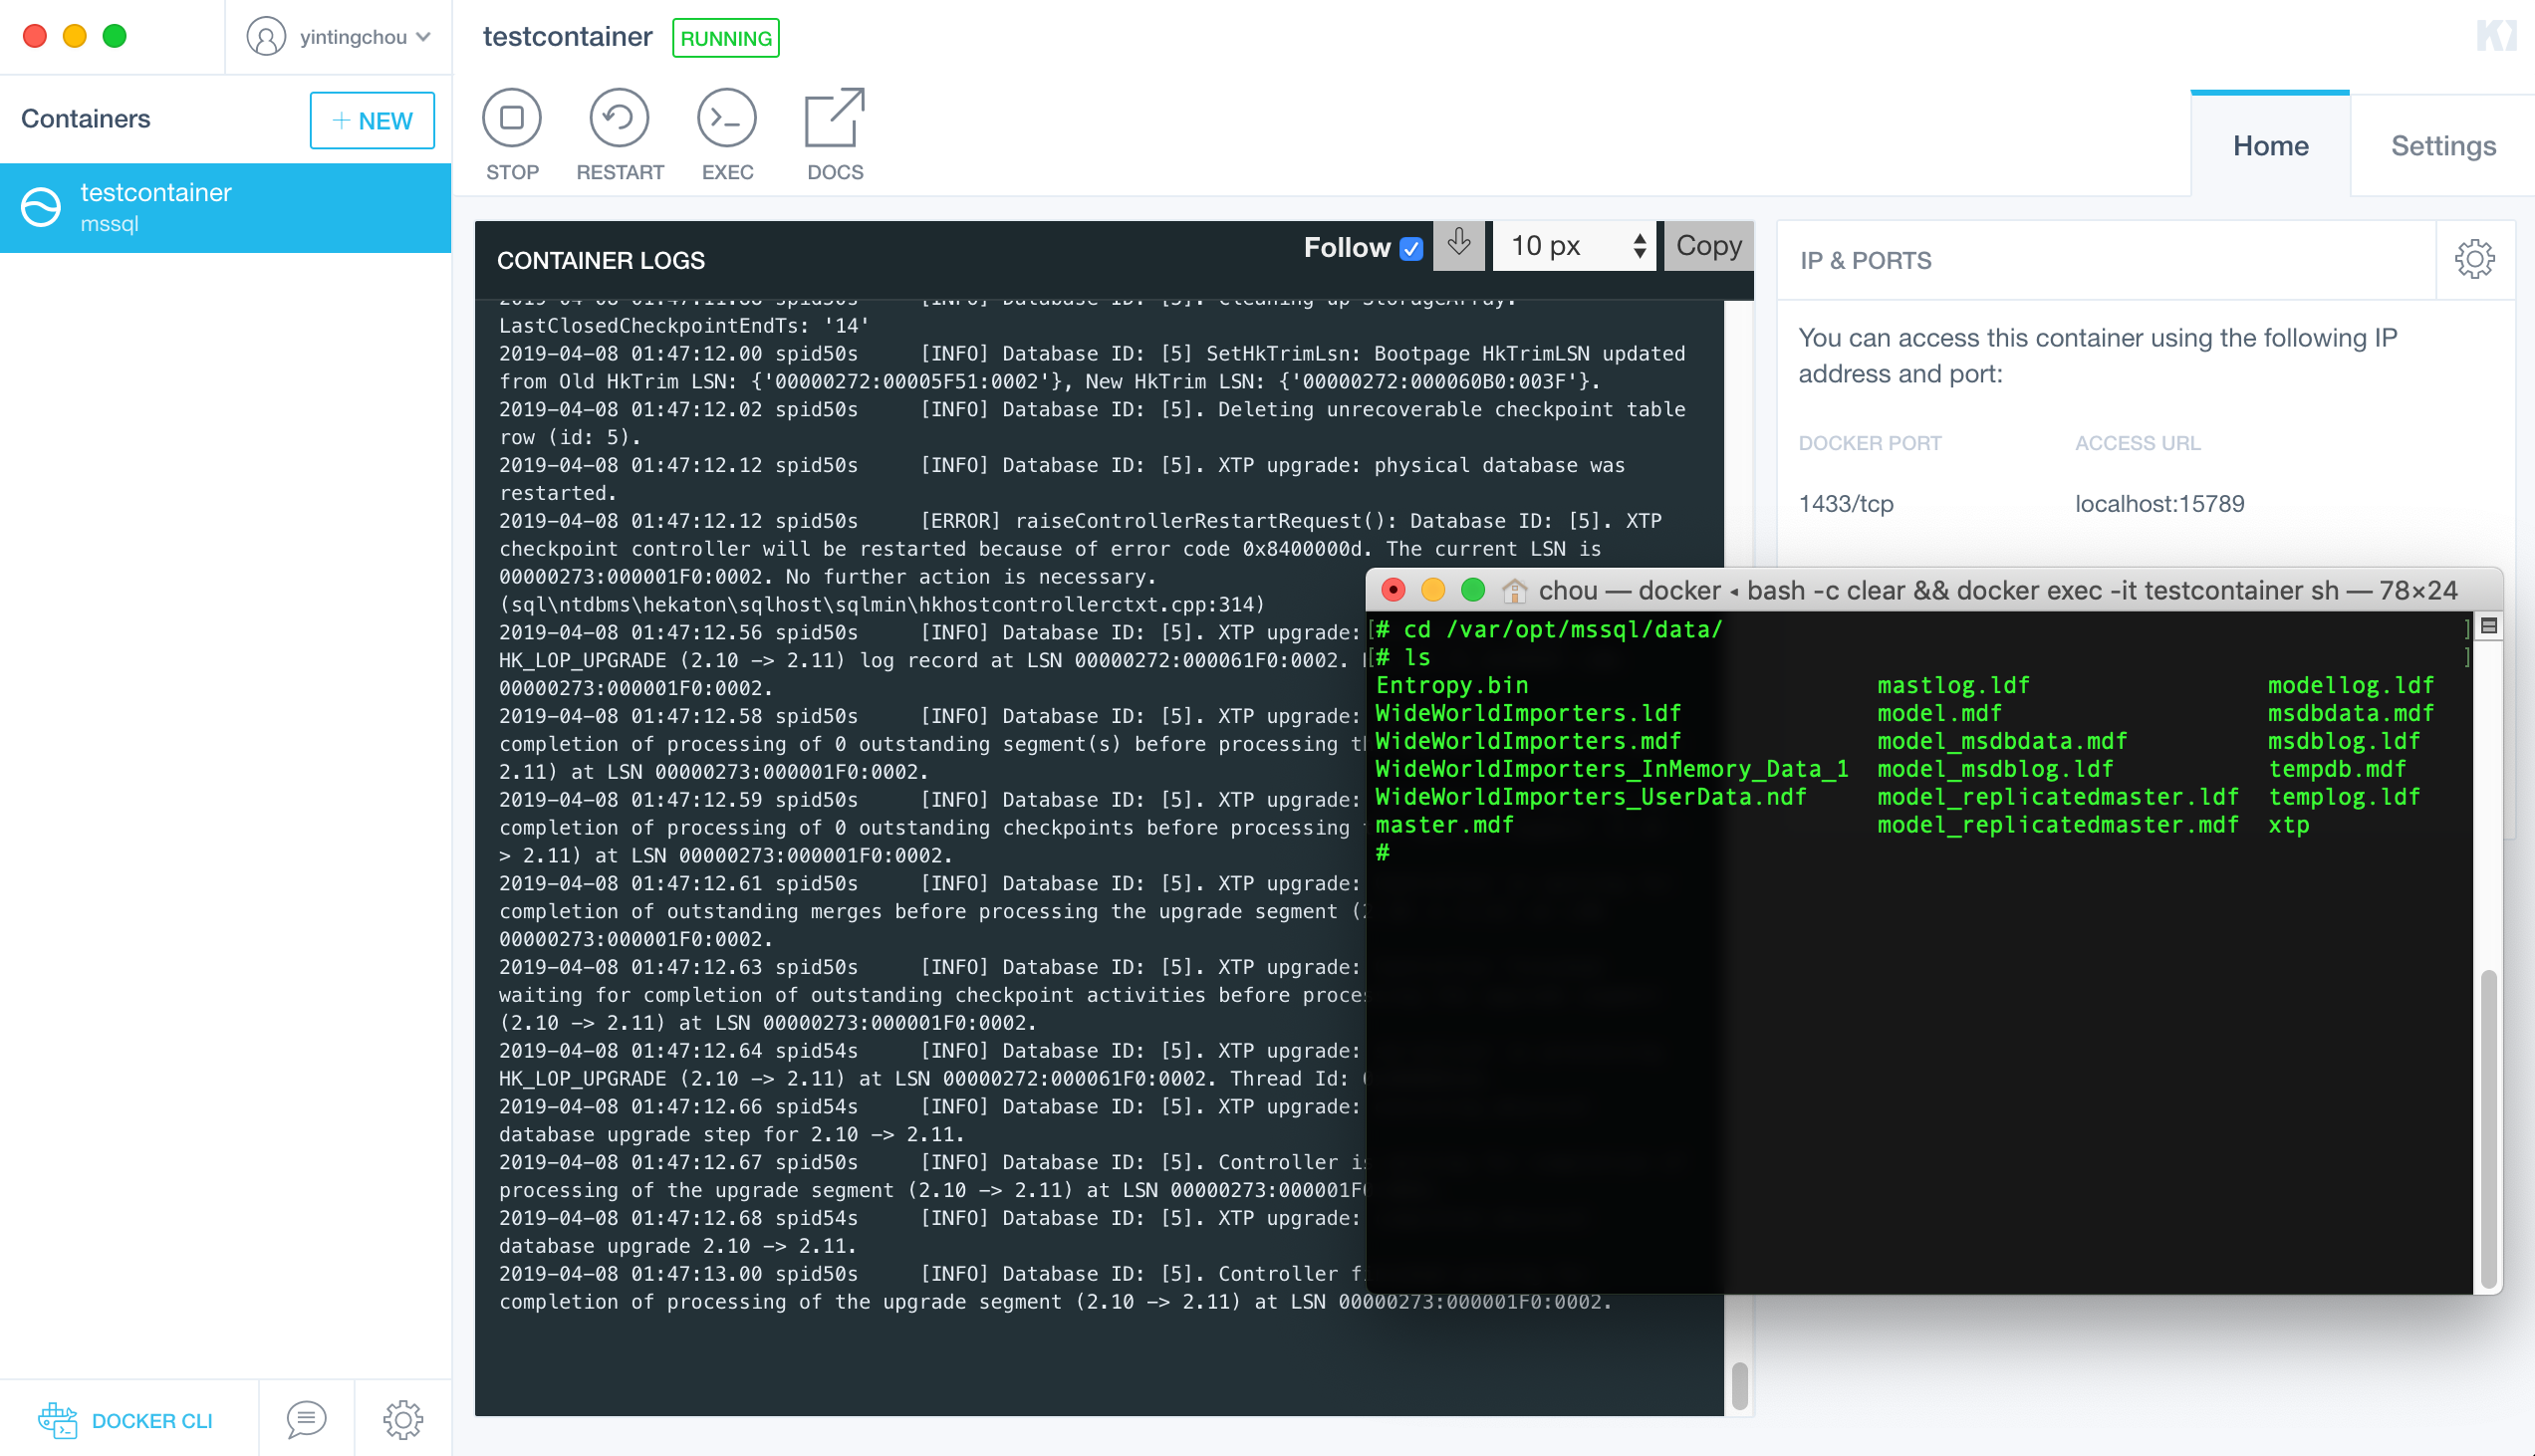 yintingchou
Containers
+ NEW
testcontainer
mssql
DOCKER CLI
testcontainer RUNNING
STOP RESTART EXEC DOCS
Home Settings
CONTAINER LOGS Follow 10 px Copy
2019-04-08 01:47:11.88 spid50s [INFO] Database ID: [5]. Cleaning up StorageArray.
LastClosedCheckpointEndTs: '14'
2019-04-08 01:47:12.00 spid50s [INFO] Database ID: [5] SetHkTrimLsn: Bootpage HkTrimLSN updated
from Old HkTrim LSN: {'00000272:00005F51:0002'}, New HkTrim LSN: {'00000272:000060B0:003F'}.
2019-04-08 01:47:12.02 spid50s [INFO] Database ID: [5]. Deleting unrecoverable checkpoint table
row (id: 5).
2019-04-08 01:47:12.12 spid50s [INFO] Database ID: [5]. XTP upgrade: physical database was
restarted.
2019-04-08 01:47:12.12 spid50s [ERROR] raiseControllerRestartRequest(): Database ID: [5]. XTP
checkpoint controller will be restarted because of error code 0x8400000d. The current LSN is
00000273:000001F0:0002. No further action is necessary.
(sql\ntdbms\hekaton\sqlhost\sqlmin\hkhostcontrollerctxt.cpp:314)
2019-04-08 01:47:12.56 spid50s [INFO] Database ID: [5]. XTP upgrade:
HK_LOP_UPGRADE (2.10 -> 2.11) log record at LSN 00000272:000061F0:0002.
00000273:000001F0:0002.
2019-04-08 01:47:12.58 spid50s [INFO] Database ID: [5]. XTP upgrade:
completion of processing of 0 outstanding segment(s) before processing
2.11) at LSN 00000273:000001F0:0002.
2019-04-08 01:47:12.59 spid50s [INFO] Database ID: [5]. XTP upgrade:
completion of processing of 0 outstanding checkpoints before processing
> 2.11) at LSN 00000273:000001F0:0002.
2019-04-08 01:47:12.61 spid50s [INFO] Database ID: [5]. XTP upgrade:
completion of outstanding merges before processing the upgrade segment
00000273:000001F0:0002.
2019-04-08 01:47:12.63 spid50s [INFO] Database ID: [5]. XTP upgrade:
waiting for completion of outstanding checkpoint activities before
(2.10 -> 2.11) at LSN 00000273:000001F0:0002.
2019-04-08 01:47:12.64 spid54s [INFO] Database ID: [5]. XTP upgrade:
HK_LOP_UPGRADE (2.10 -> 2.11) at LSN 00000272:000061F0:0002. Thread Id:
2019-04-08 01:47:12.66 spid54s [INFO] Database ID: [5]. XTP upgrade:
database upgrade step for 2.10 -> 2.11.
2019-04-08 01:47:12.67 spid50s [INFO] Database ID: [5]. Controller
processing of the upgrade segment (2.10 -> 2.11) at LSN
2019-04-08 01:47:12.68 spid54s [INFO] Database ID: [5]. XTP upgrade:
database upgrade 2.10 -> 2.11.
2019-04-08 01:47:13.00 spid50s [INFO] Database ID: [5]. Controller
completion of processing of the upgrade segment (2.10 -> 2.11) at LSN 00000273:000001F0:0002.
IP & PORTS
You can access this container using the following IP
address and port:
DOCKER PORT ACCESS URL
1433/tcp localhost:15789
chou — docker ◂ bash -c clear && docker exec -it testcontainer sh — 78×24
[# cd /var/opt/mssql/data/ ]
[# ls ]
Entropy.bin mastlog.ldf modellog.ldf
WideWorldImporters.ldf model.mdf msdbdata.mdf
WideWorldImporters.mdf model_msdbdata.mdf msdblog.ldf
WideWorldImporters_InMemory_Data_1 model_msdblog.ldf tempdb.mdf
WideWorldImporters_UserData.ndf model_replicatedmaster.ldf templog.ldf
master.mdf model_replicatedmaster.mdf xtp
#